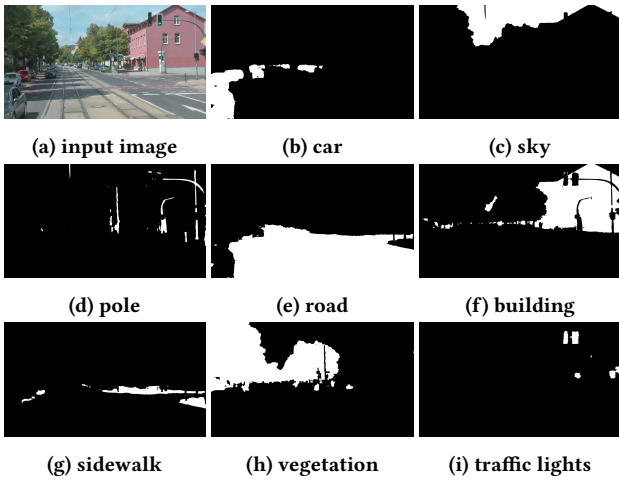 (a) input image
(b) car
(c) sky
(d) pole
(e) road
(f) building
(g) sidewalk
(h) vegetation
(i) traffic lights